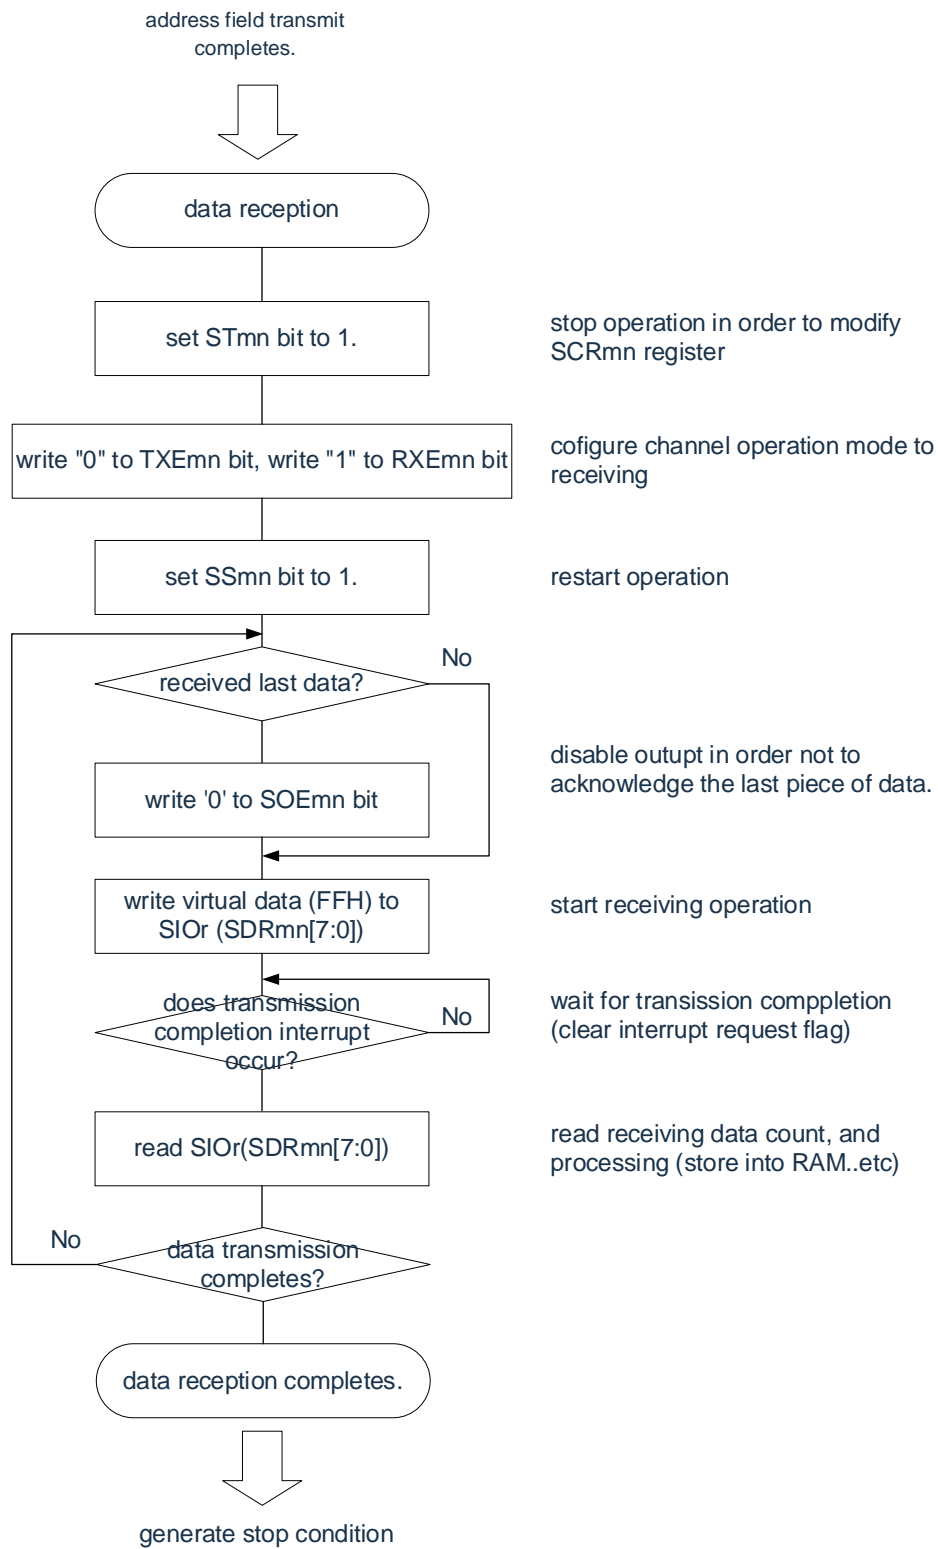 address field transmit
completes.
data reception
set STmn bit to 1.
stop operation in order to modify
SCRmn register
write "0" to TXEmn bit, write "1" to RXEmn bit
cofigure channel operation mode to
receiving
set SSmn bit to 1.
restart operation
No
received last data?
disable outupt in order not to
acknowledge the last piece of data.
write '0' to SOEmn bit
write virtual data (FFH) to
SIOr (SDRmn[7:0])
start receiving operation
does transmission
completion interrupt
occur?
No
wait for transission comppletion
(clear interrupt request flag)
read SIOr(SDRmn[7:0])
read receiving data count, and
processing (store into RAM..etc)
No
data transmission
completes?
data reception completes.
generate stop condition